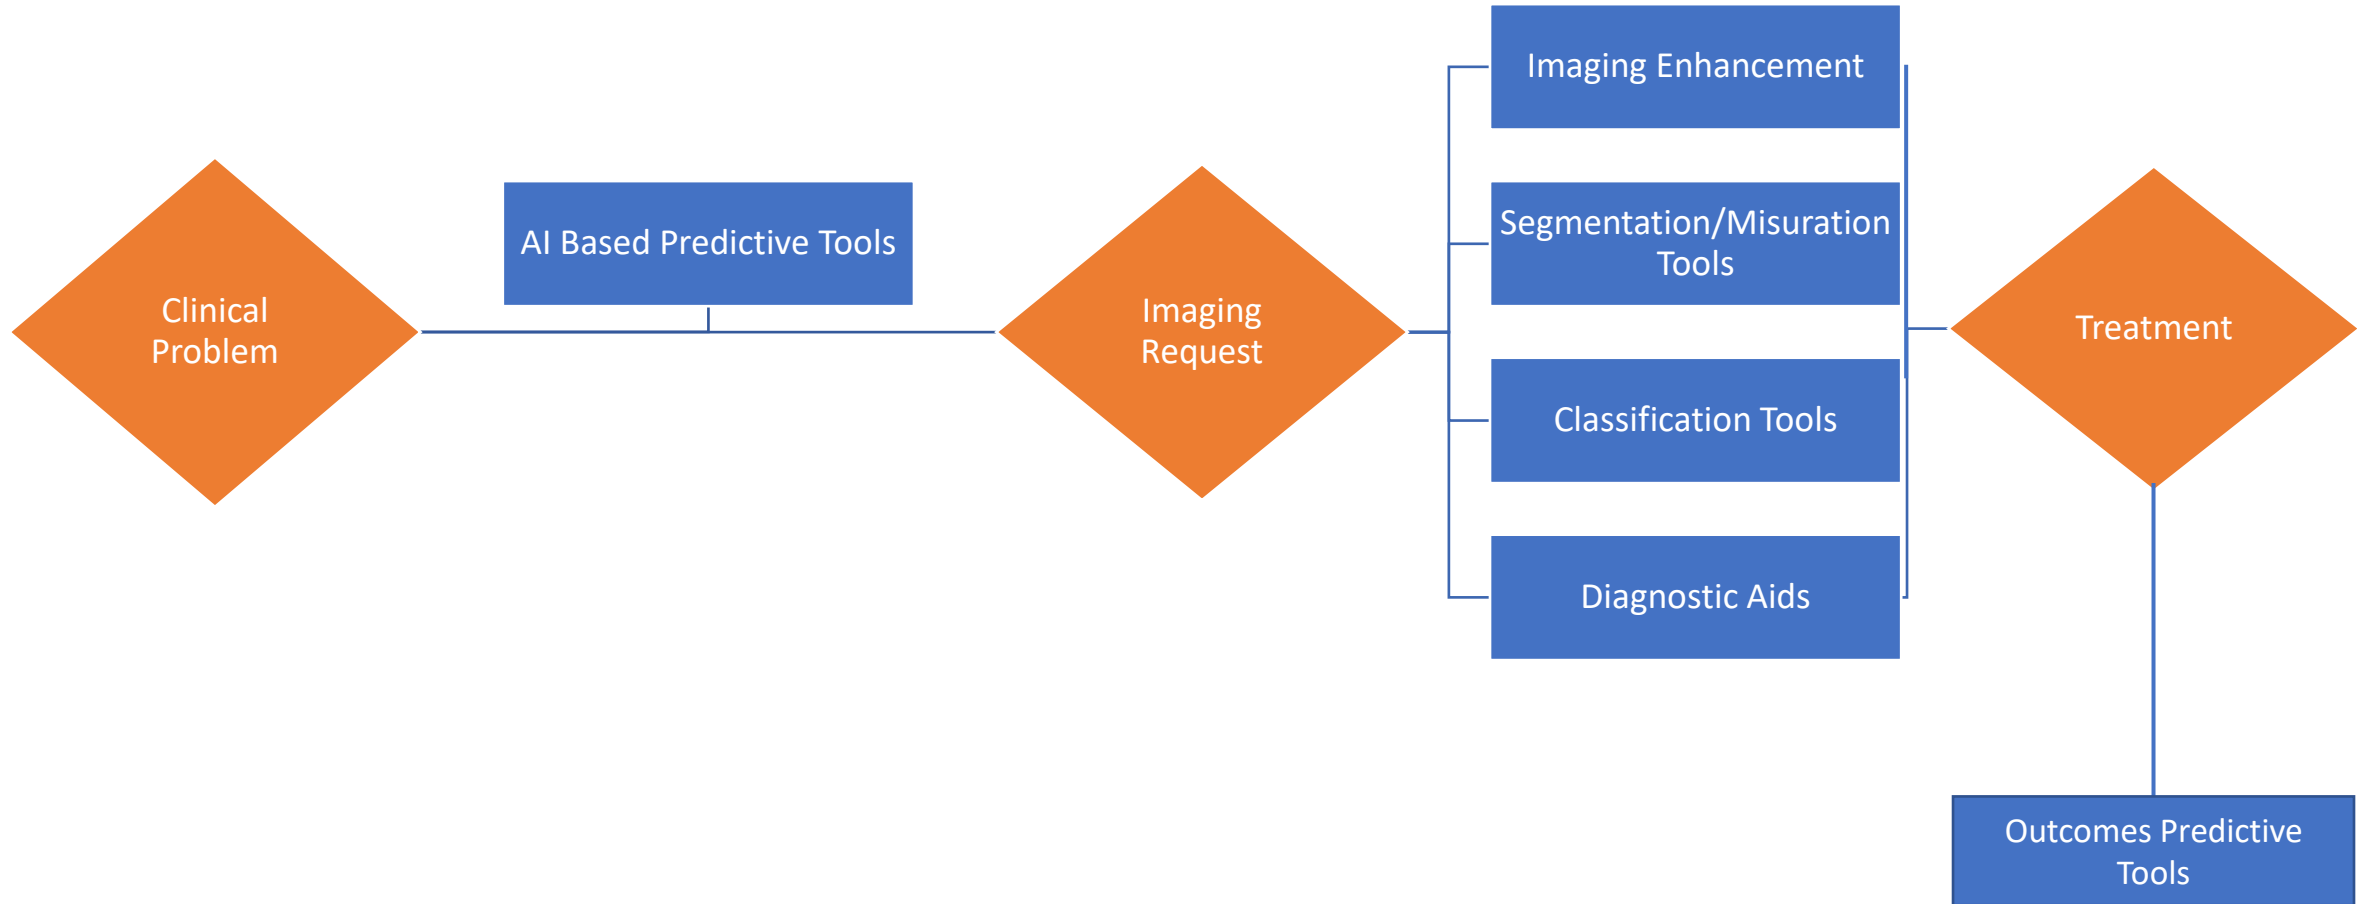 Clinical
Problem
AI Based Predictive Tools
Imaging
Request
Imaging Enhancement
Segmentation/Misuration
Tools
Classification Tools
Diagnostic Aids
Treatment
Outcomes Predictive
Tools